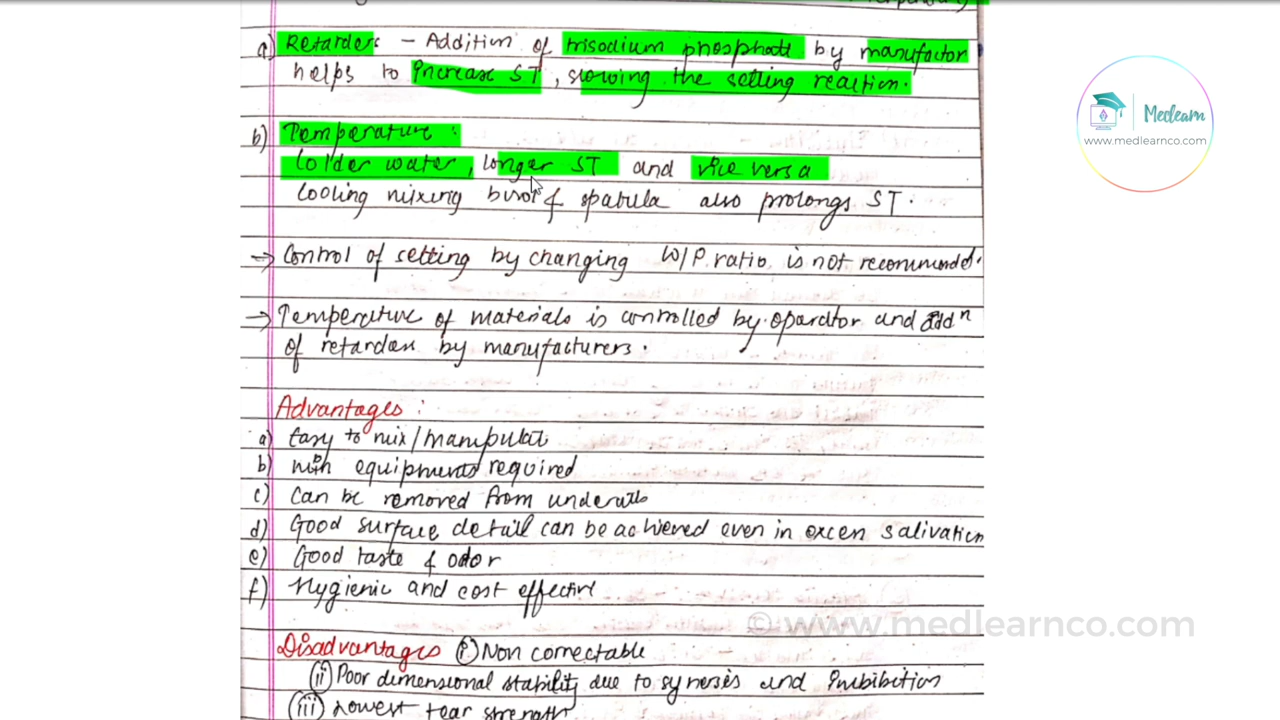 a) Retarder - Addition of trisodium phosphate by manufactor
helps to increase ST, slowing the setting reaction.
b) Temperature:
Colder water, longer ST and vice versa
Cooling mixing bowl & spatula also prolongs ST.
→ Control of setting by changing W/P ratio is not recommended.
→ Temperature of materials is controlled by operator and addn
of retarders by manufacturers.
Advantages:
a) Easy to mix/manipulate
b) min equipments required
c) Can be removed from undercuts
d) Good surface detail can be achieved even in excess salivation
e) Good taste & odor
f) Hygienic and cost effective
Disadvantages (i) Non correctable
(ii) Poor dimensional stability due to synersis and imbibition
(iii) Lowest tear strength
Medlearn
www.medlearnco.com
© www.medlearnco.com